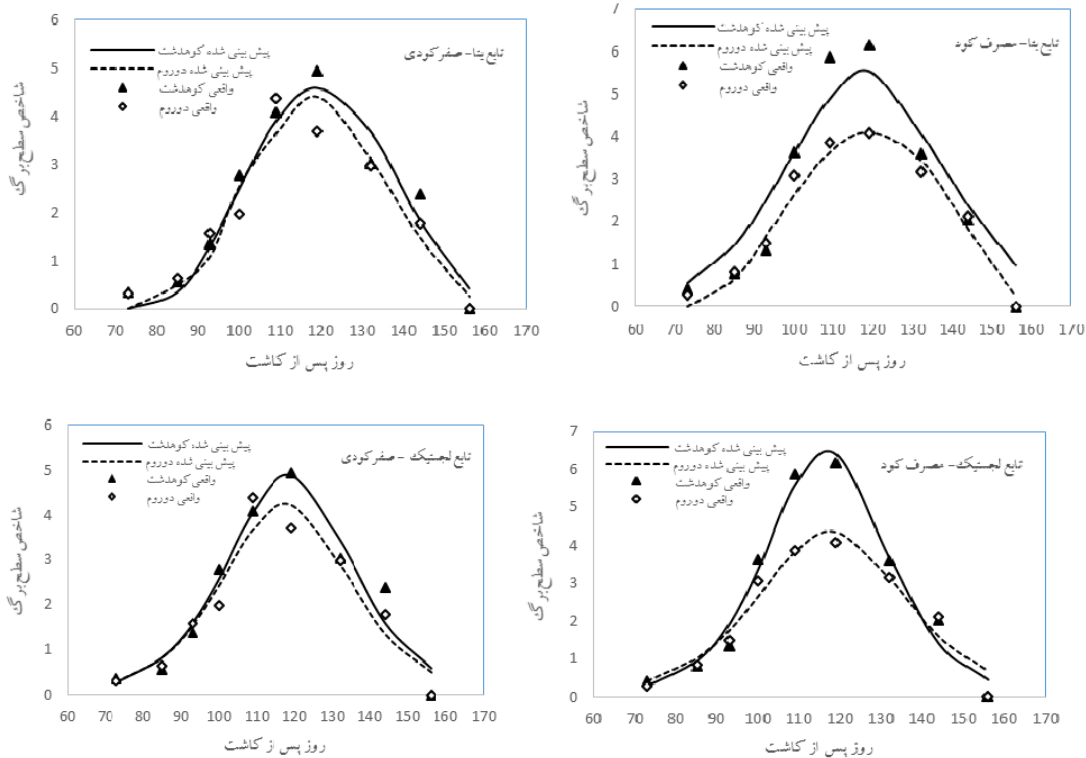 تابع بتا- صفر کودی
پیش بینی شده کوهدشت
پیش بینی شده دوروم
واقعی کوهدشت
واقعی دوروم
شاخص سطح برگ
6
5
4
3
2
1
0
60 70 80 90 100 110 120 130 140 150 160 170
روز پس از کاشت
تابع بتا- مصرف کود
پیش بینی شده کوهدشت
پیش بینی شده دوروم
واقعی کوهدشت
واقعی دوروم
شاخص سطح برگ
7
6
5
4
3
2
1
0
60 70 80 90 100 110 120 130 140 150 160 170
روز پس از کاشت
تابع لجستیک - صفر کودی
پیش بینی شده کوهدشت
پیش بینی شده دوروم
واقعی کوهدشت
واقعی دوروم
شاخص سطح برگ
6
5
4
3
2
1
0
60 70 80 90 100 110 120 130 140 150 160 170
روز پس از کاشت
تابع لجستیک- مصرف کود
پیش بینی شده کوهدشت
پیش بینی شده دوروم
واقعی کوهدشت
واقعی دوروم
شاخص سطح برگ
7
6
5
4
3
2
1
0
60 70 80 90 100 110 120 130 140 150 160 170
روز پس از کاشت